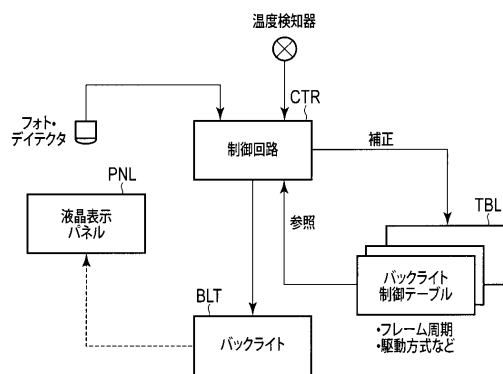 温度検知器
CTR
フォト・
デイテクタ
制御回路
補正
PNL
液晶表示
パネル
参照
TBL
バックライト
制御テーブル
BLT
バックライト
・フレーム周期
・駆動方式など